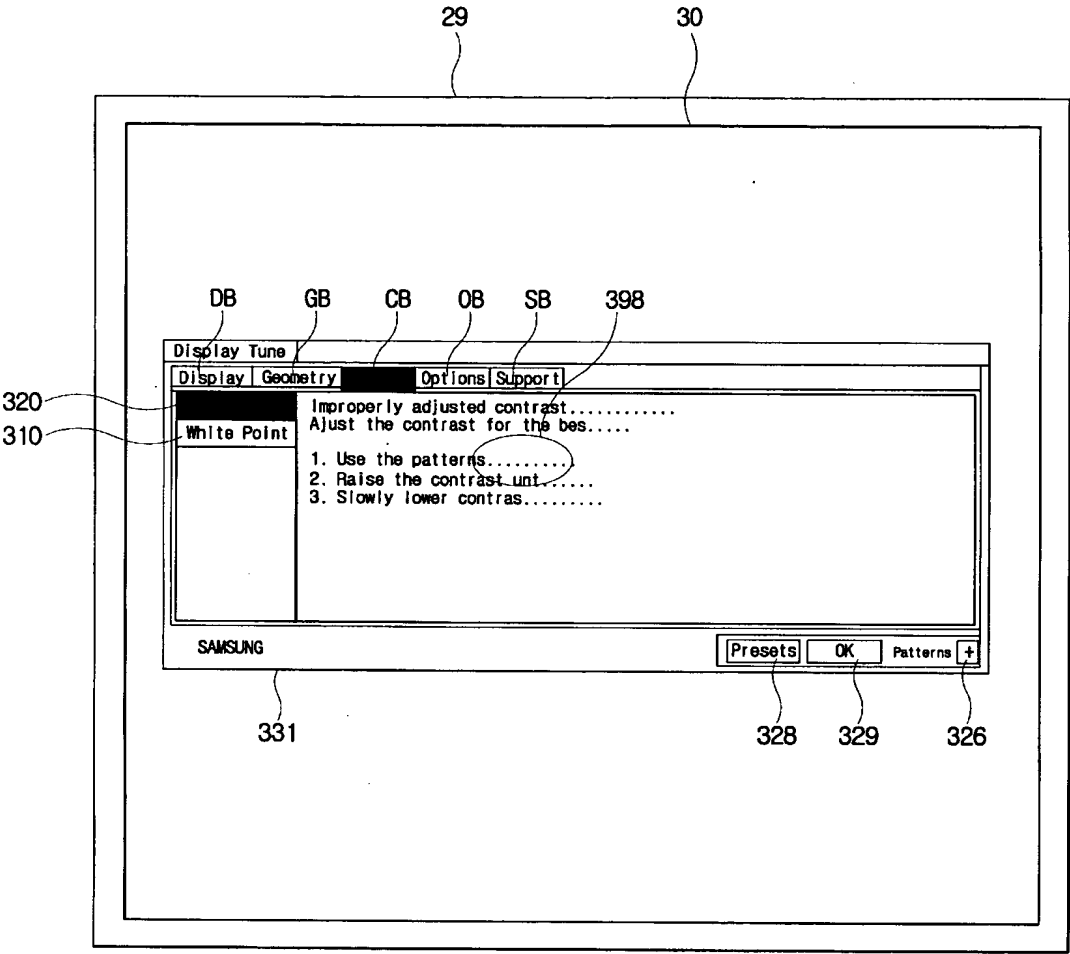 29 30
DB GB CB OB SB 398
Display Tune
Display Geometry Options Support
320
310
White Point
Improperly adjusted contrast............
Ajust the contrast for the bes.....
1. Use the patterns..........
2. Raise the contrast unt......
3. Slowly lower contras.........
SAMSUNG
Presets OK Patterns +
331 328 329 326